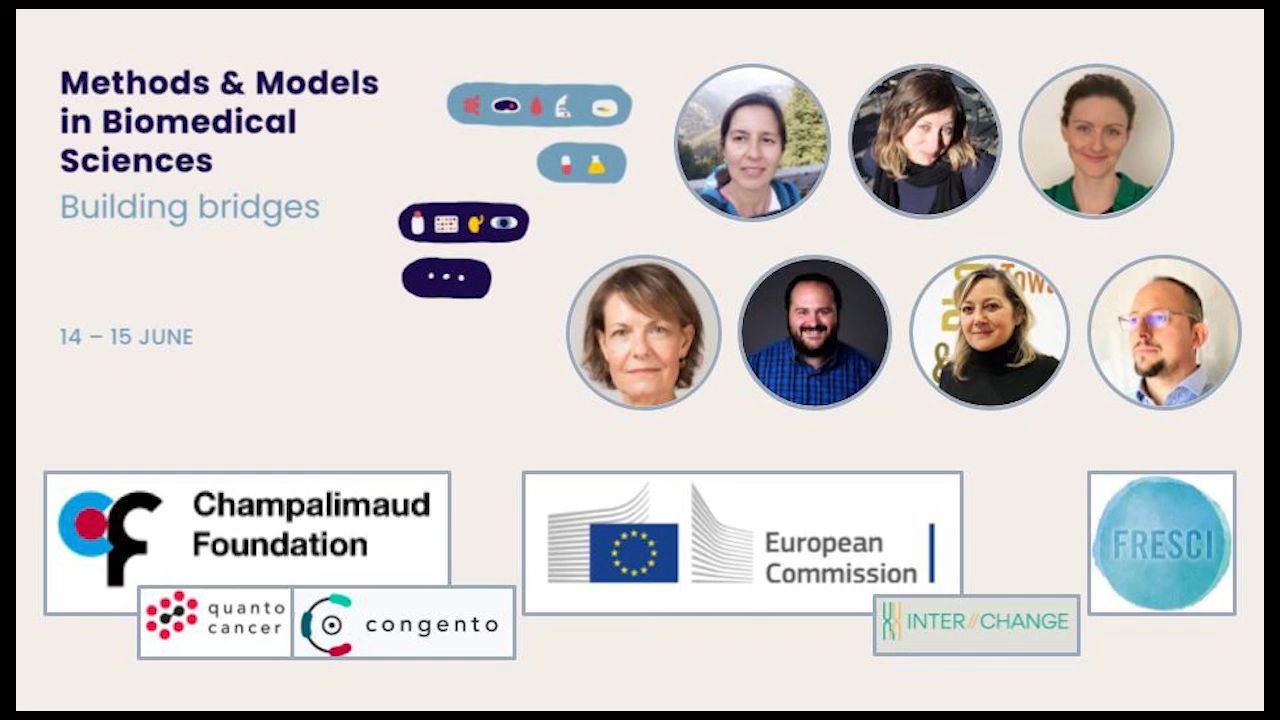 Methods & Models
in Biomedical
Sciences
Building bridges
14 – 15 JUNE
Champalimaud
Foundation
quanto
cancer
congento
European
Commission
INTER//CHANGE
FRESCI